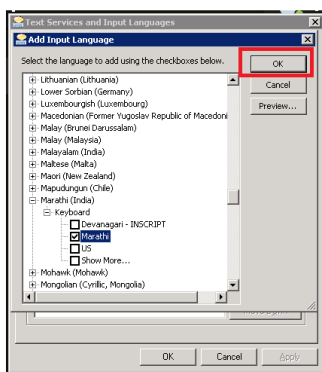 Text Services and Input Languages
Add Input Language
Select the language to add using the checkboxes below.
OK
Cancel
Preview...
Lithuanian (Lithuania)
Lower Sorbian (Germany)
Luxembourgish (Luxembourg)
Macedonian (Former Yugoslav Republic of Macedoni
Malay (Brunei Darussalam)
Malay (Malaysia)
Malayalam (India)
Maltese (Malta)
Maori (New Zealand)
Mapudungun (Chile)
Marathi (India)
Keyboard
Devanagari - INSCRIPT
Marathi
US
Show More...
Mohawk (Mohawk)
Mongolian (Cyrillic, Mongolia)
OK Cancel Apply